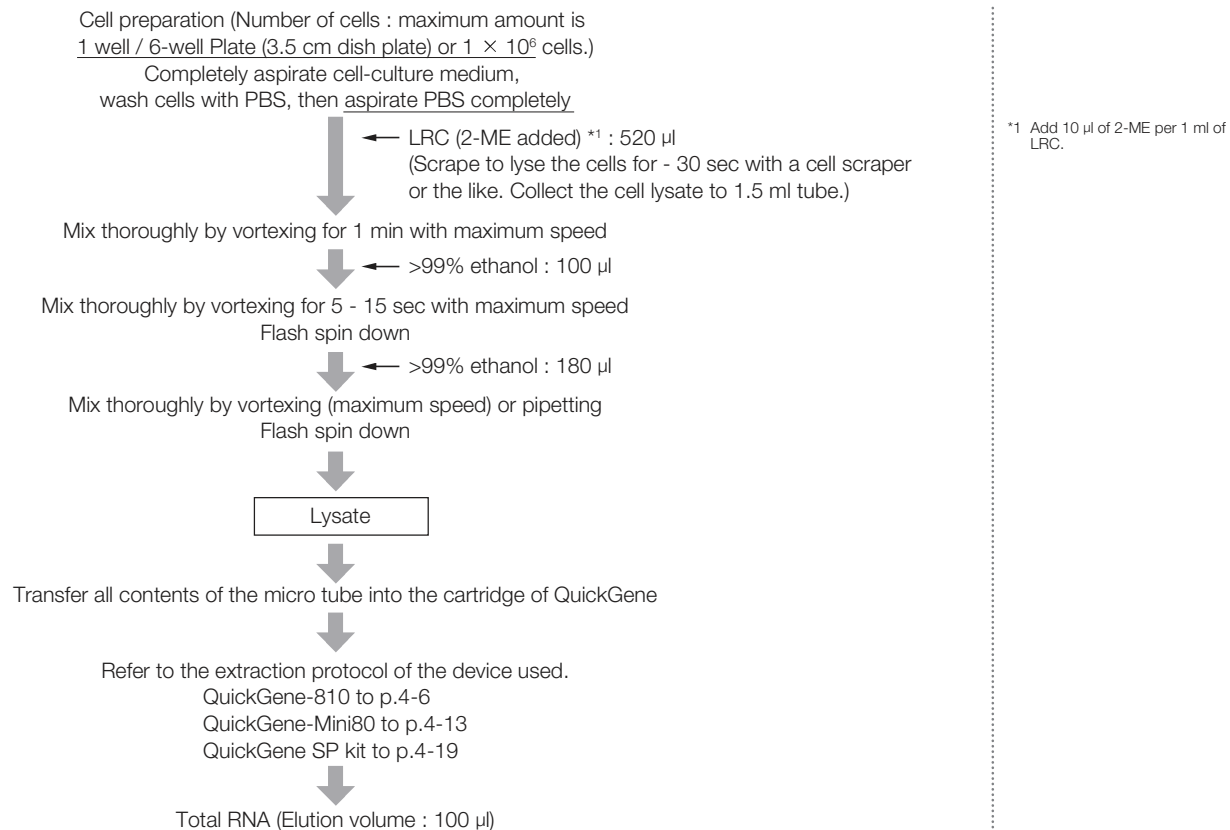 Cell preparation (Number of cells : maximum amount is
1 well / 6-well Plate (3.5 cm dish plate) or 1 × 10⁶ cells.)
Completely aspirate cell-culture medium,
wash cells with PBS, then aspirate PBS completely
LRC (2-ME added) *1 : 520 µl
(Scrape to lyse the cells for - 30 sec with a cell scraper
or the like. Collect the cell lysate to 1.5 ml tube.)
*1 Add 10 µl of 2-ME per 1 ml of
LRC.
Mix thoroughly by vortexing for 1 min with maximum speed
>99% ethanol : 100 µl
Mix thoroughly by vortexing for 5 - 15 sec with maximum speed
Flash spin down
>99% ethanol : 180 µl
Mix thoroughly by vortexing (maximum speed) or pipetting
Flash spin down
Lysate
Transfer all contents of the micro tube into the cartridge of QuickGene
Refer to the extraction protocol of the device used.
QuickGene-810 to p.4-6
QuickGene-Mini80 to p.4-13
QuickGene SP kit to p.4-19
Total RNA (Elution volume : 100 µl)